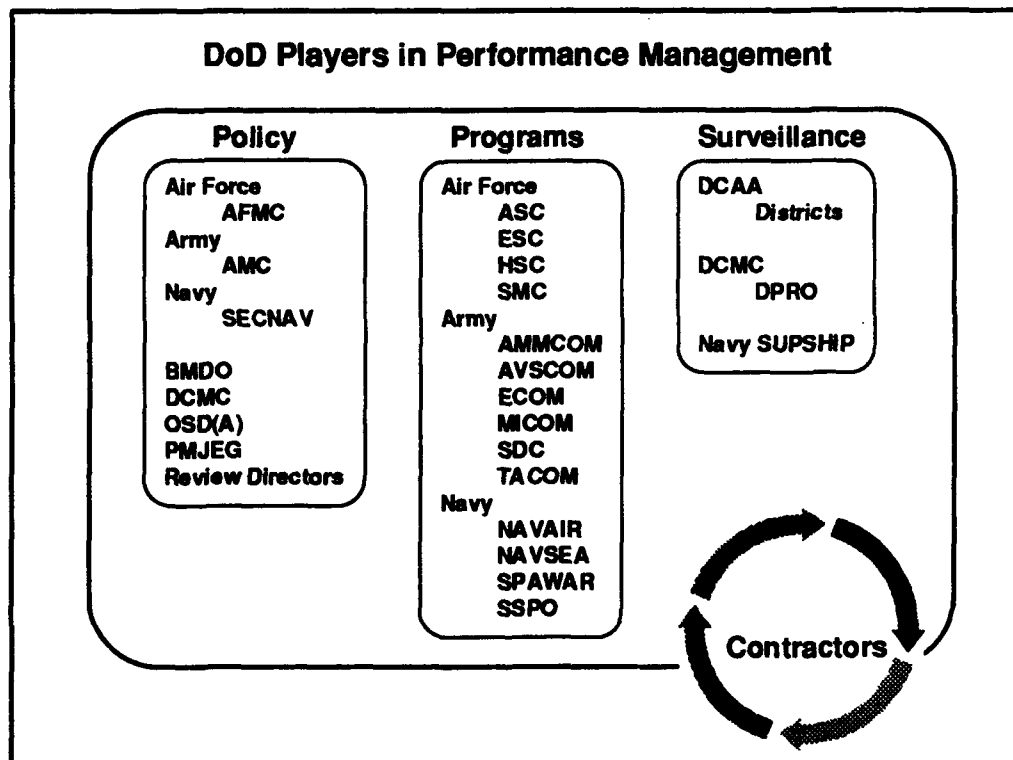 DoD Players in Performance Management
Policy
Air Force
AFMC
Army
AMC
Navy
SECNAV
BMDO
DCMC
OSD(A)
PMJEG
Review Directors
Programs
Air Force
ASC
ESC
HSC
SMC
Army
AMMCOM
AVSCOM
ECOM
MICOM
SDC
TACOM
Navy
NAVAIR
NAVSEA
SPAWAR
SSPO
Surveillance
DCAA
Districts
DCMC
DPRO
Navy SUPSHIP
Contractors